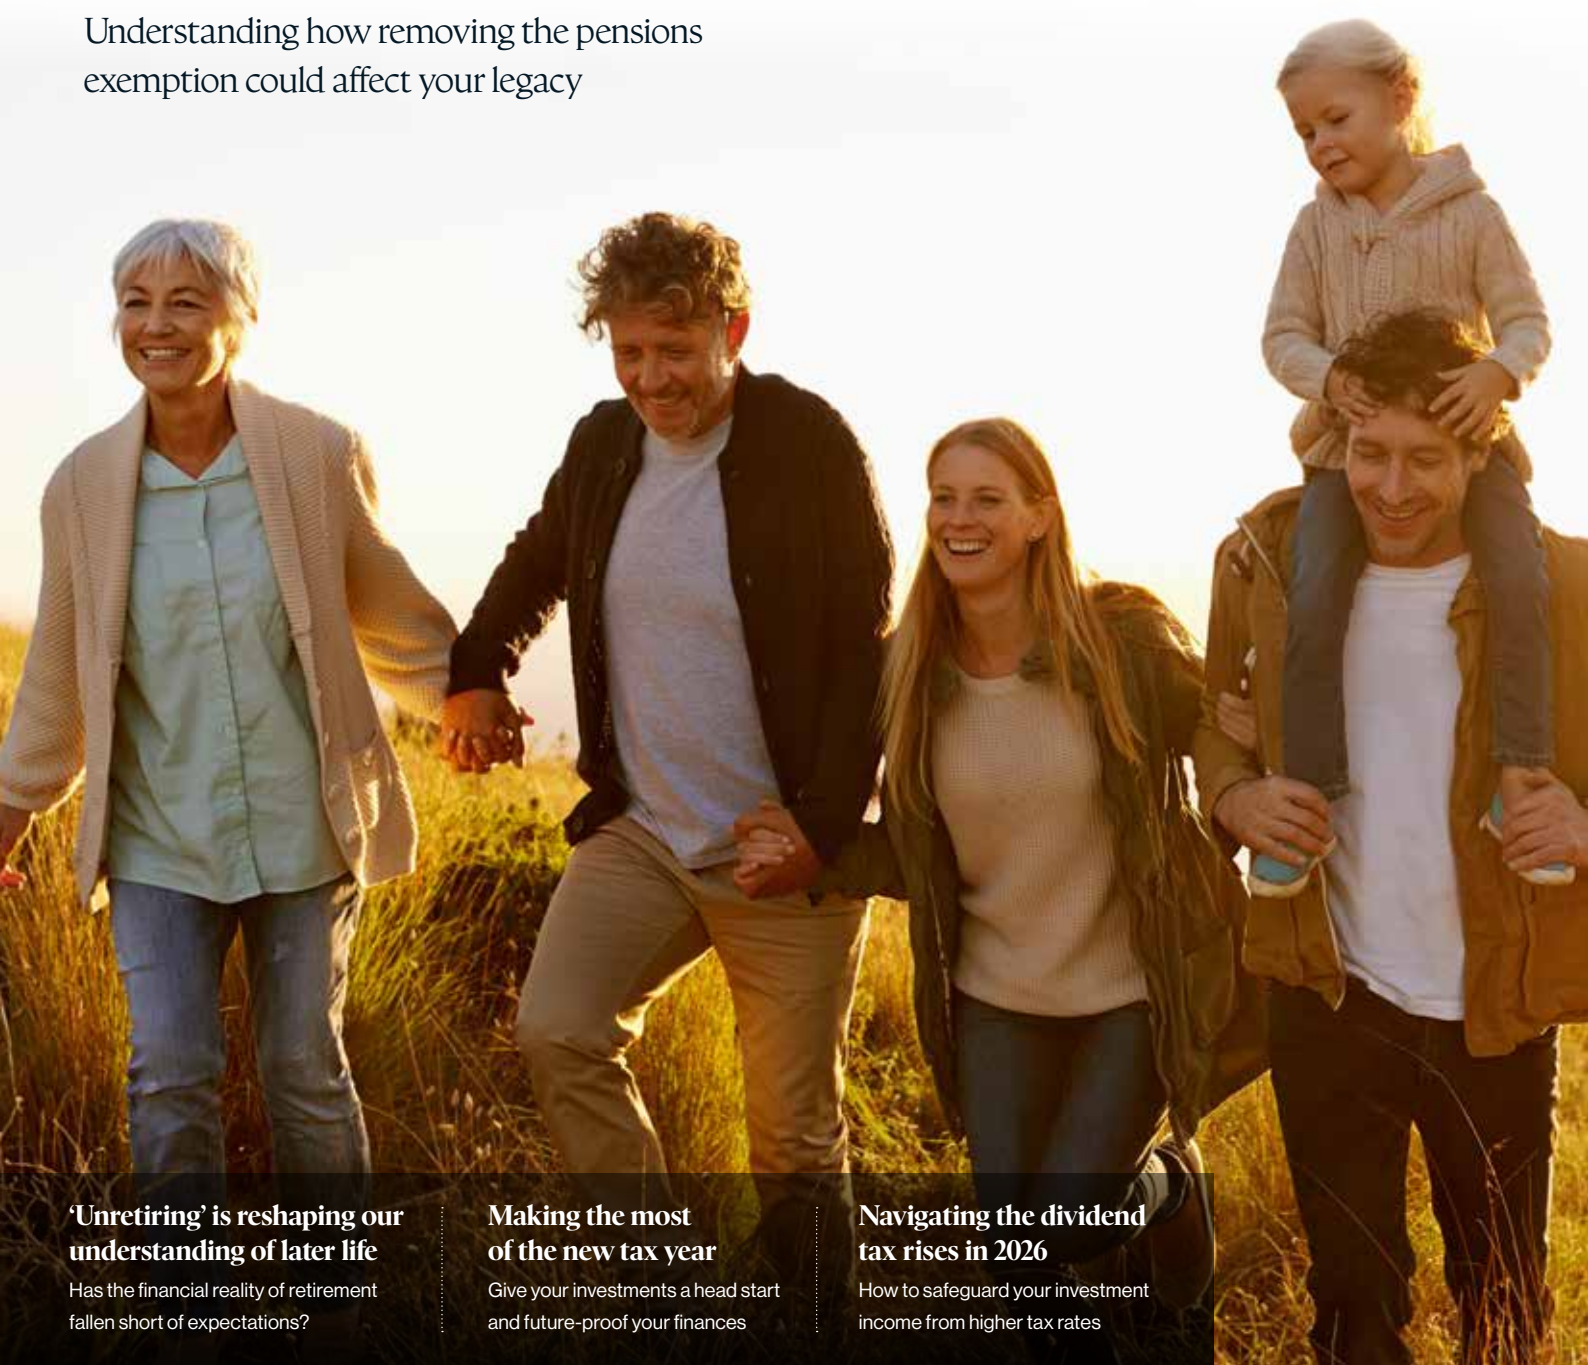 Understanding how removing the pensions
exemption could affect your legacy
‘Unretiring’ is reshaping our
understanding of later life
Has the financial reality of retirement
fallen short of expectations?
Making the most
of the new tax year
Give your investments a head start
and future-proof your finances
Navigating the dividend
tax rises in 2026
How to safeguard your investment
income from higher tax rates